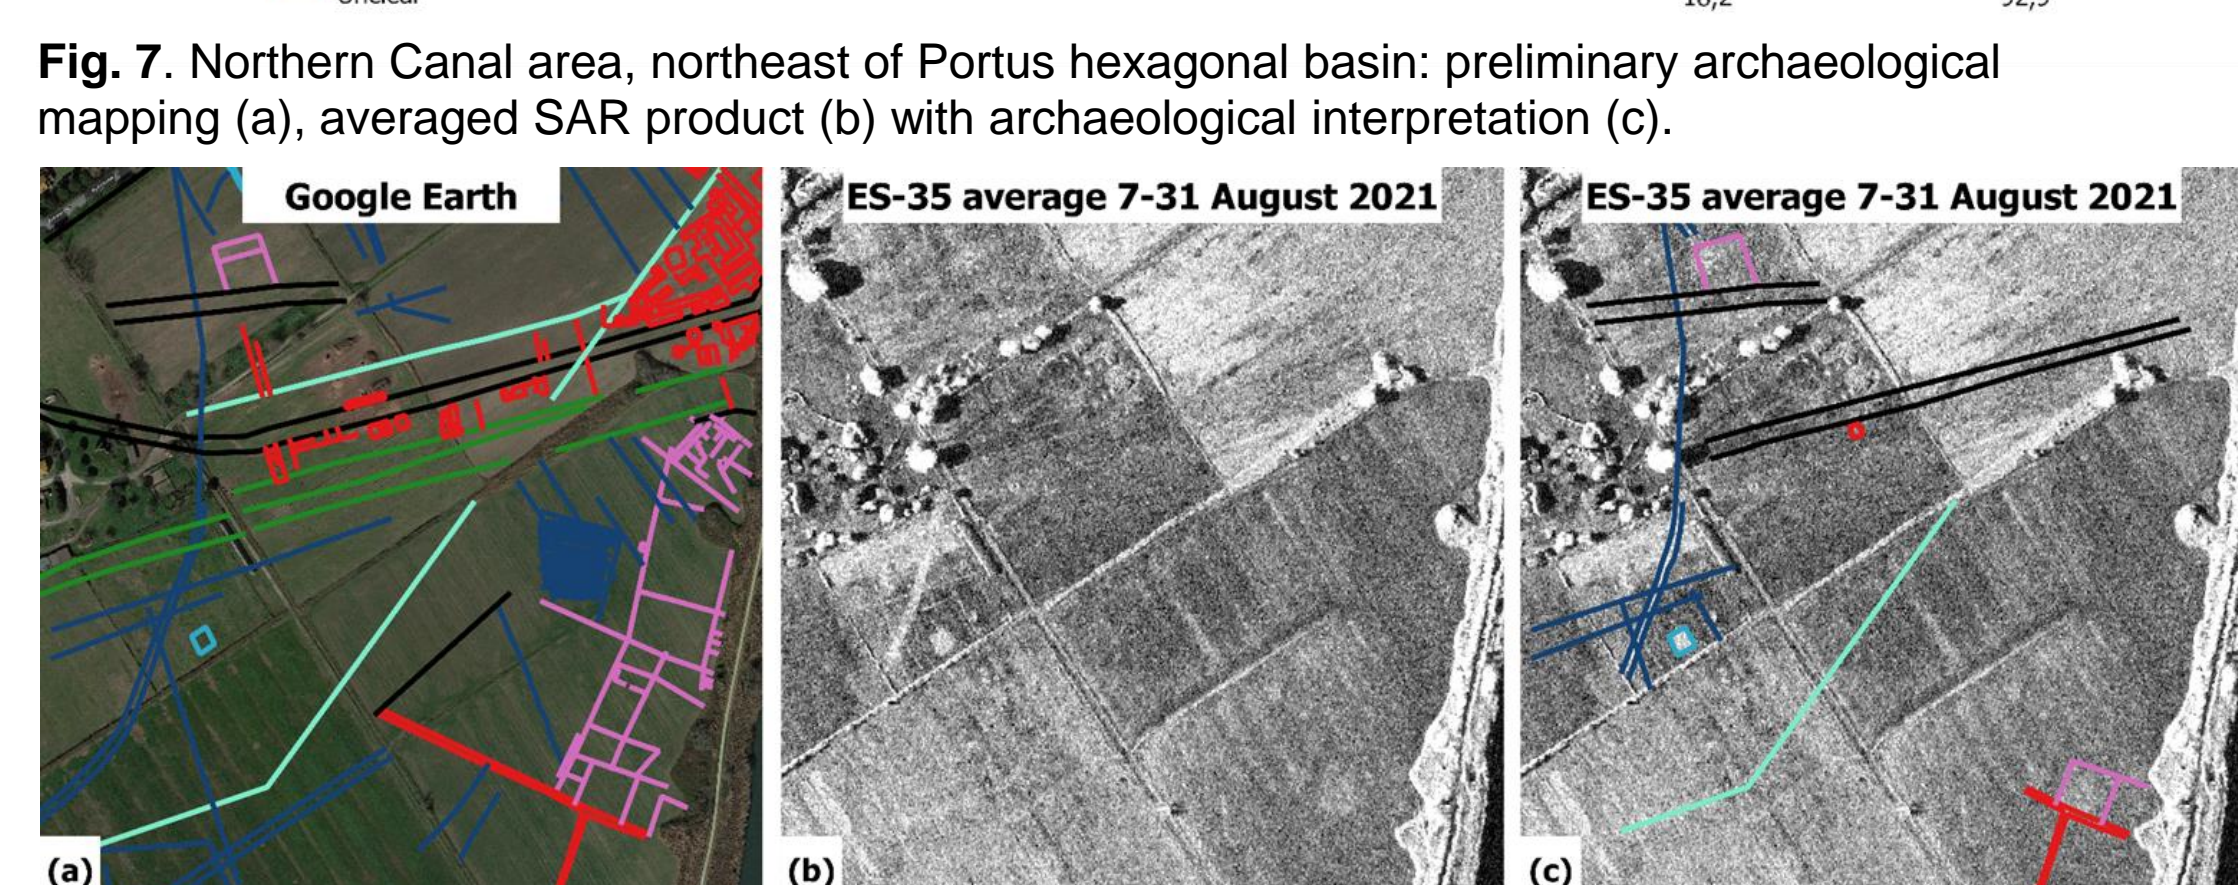 Fig. 7. Northern Canal area, northeast of Portus hexagonal basin: preliminary archaeological
mapping (a), averaged SAR product (b) with archaeological interpretation (c).
Google Earth
ES-35 average 7-31 August 2021
ES-35 average 7-31 August 2021
(a)
(b)
(c)